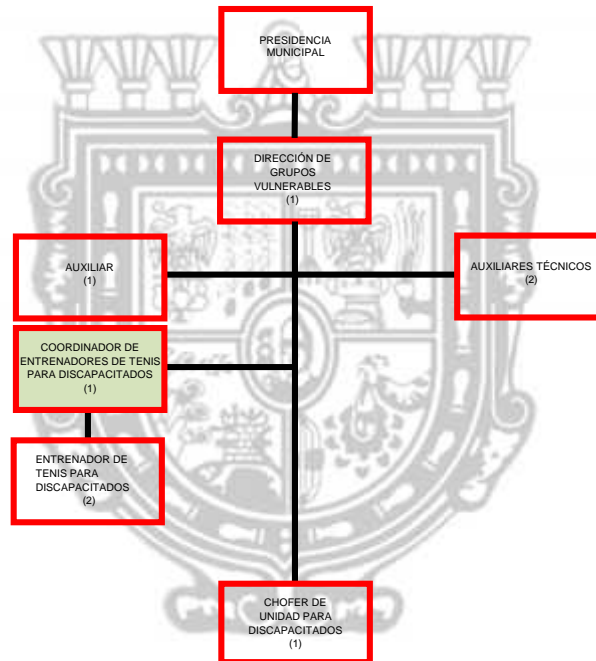 PRESIDENCIA
MUNICIPAL
DIRECCIÓN DE
GRUPOS
VULNERABLES
(1)
AUXILIAR
(1)
AUXILIARES TÉCNICOS
(2)
COORDINADOR DE
ENTRENADORES DE TENIS
PARA DISCAPACITADOS
(1)
ENTRENADOR DE
TENIS PARA
DISCAPACITADOS
(2)
CHOFER DE
UNIDAD PARA
DISCAPACITADOS
(1)